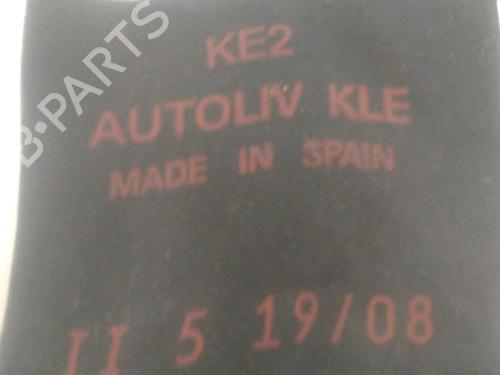 KE2
AUTOLIV KLE
MADE IN SPAIN
II 5 19/08
B-PARTS